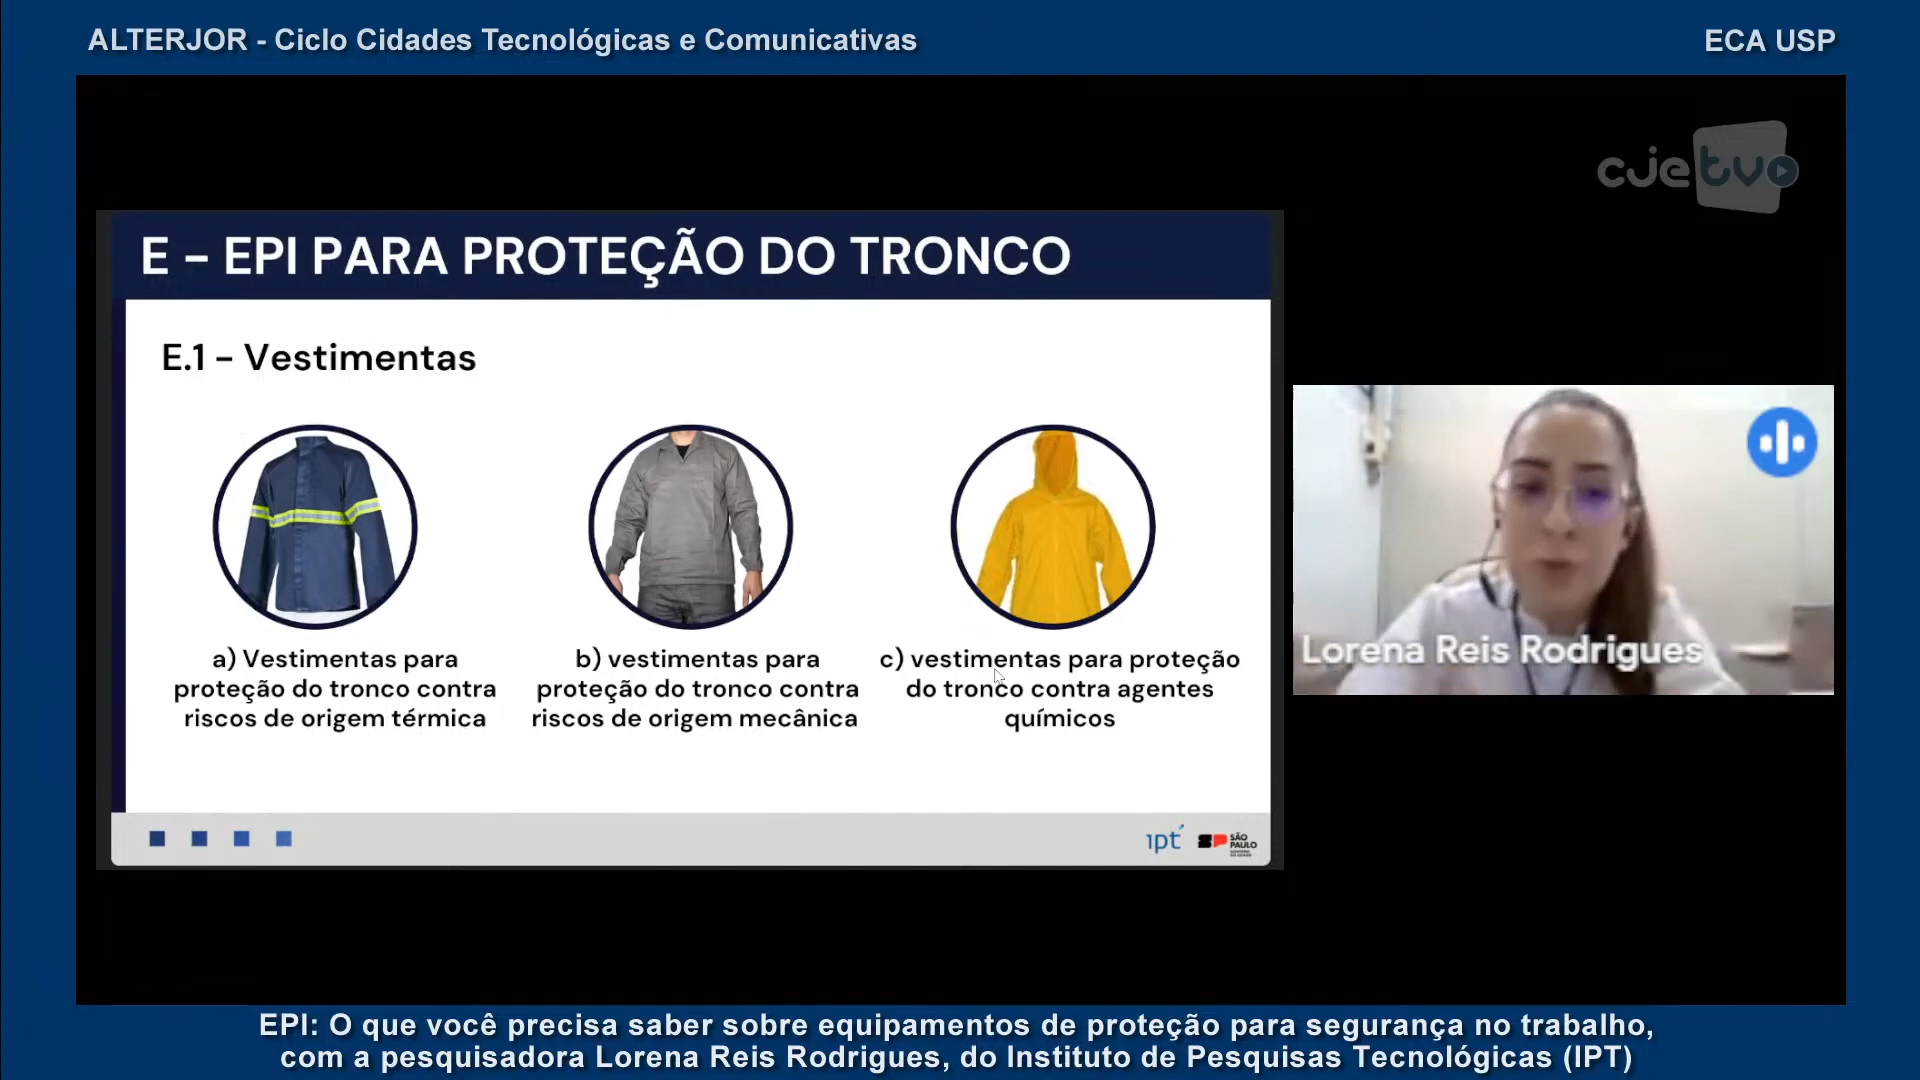 ALTERJOR - Ciclo Cidades Tecnológicas e Comunicativas
ECA USP
cje tvo
E – EPI PARA PROTEÇÃO DO TRONCO
E.1 – Vestimentas
a) Vestimentas para
proteção do tronco contra
riscos de origem térmica
b) vestimentas para
proteção do tronco contra
riscos de origem mecânica
c) vestimentas para proteção
do tronco contra agentes
químicos
Lorena Reis Rodrigues
ipt
SP
SÃO
PAULO
EPI: O que você precisa saber sobre equipamentos de proteção para segurança no trabalho,
com a pesquisadora Lorena Reis Rodrigues, do Instituto de Pesquisas Tecnológicas (IPT)